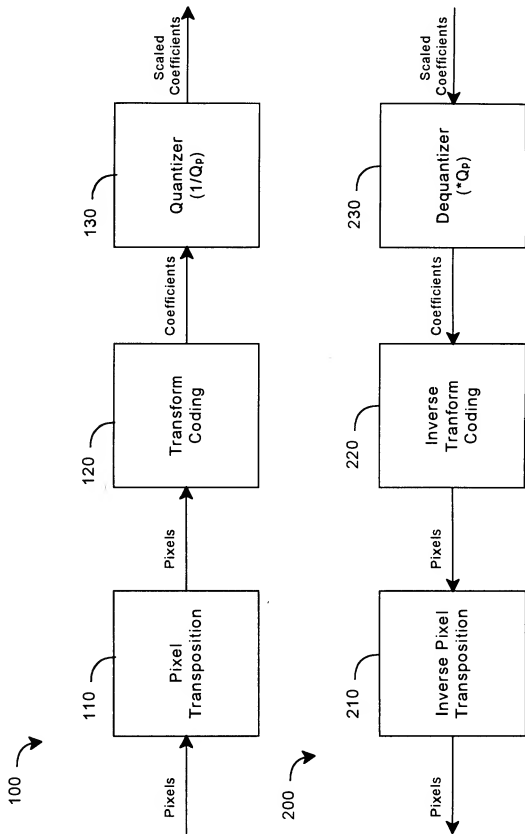 100
110
120
130
Pixels
Pixel
Transposition
Pixels
Transform
Coding
Coefficients
Quantizer
(1/Qp)
Scaled
Coefficients
200
210
220
230
Pixels
Inverse Pixel
Transposition
Pixels
Inverse
Tranform
Coding
Coefficients
Dequantizer
(*Qp)
Scaled
Coefficients